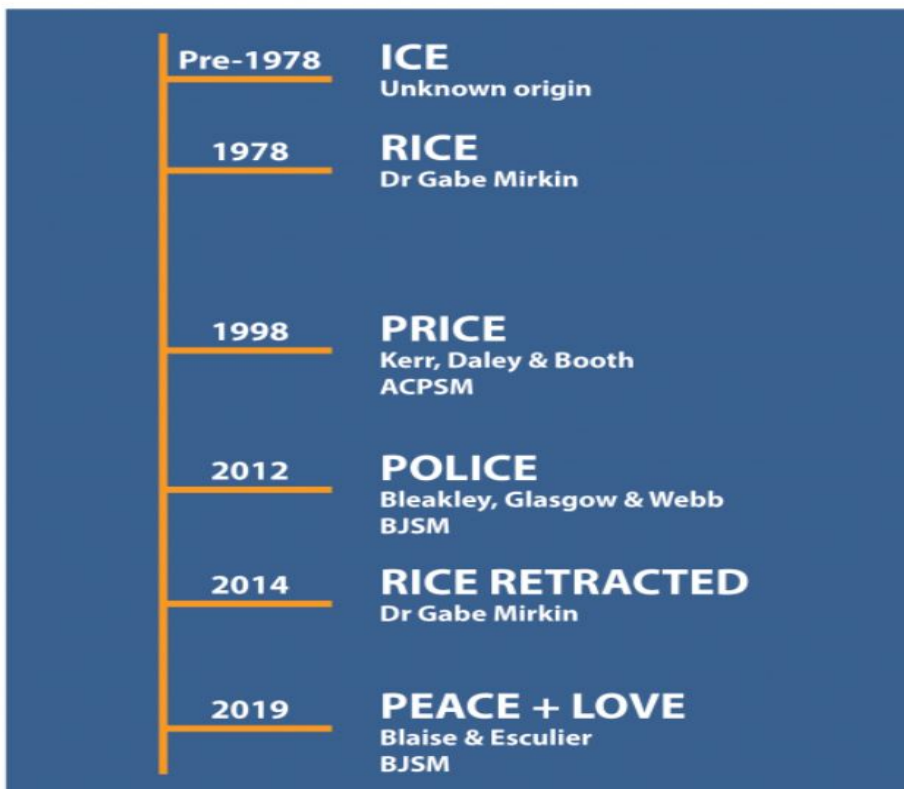 Pre-1978
ICE
Unknown origin
1978
RICE
Dr Gabe Mirkin
1998
PRICE
Kerr, Daley & Booth
ACPSM
2012
POLICE
Bleakley, Glasgow & Webb
BJSM
2014
RICE RETRACTED
Dr Gabe Mirkin
2019
PEACE + LOVE
Blaise & Esculier
BJSM